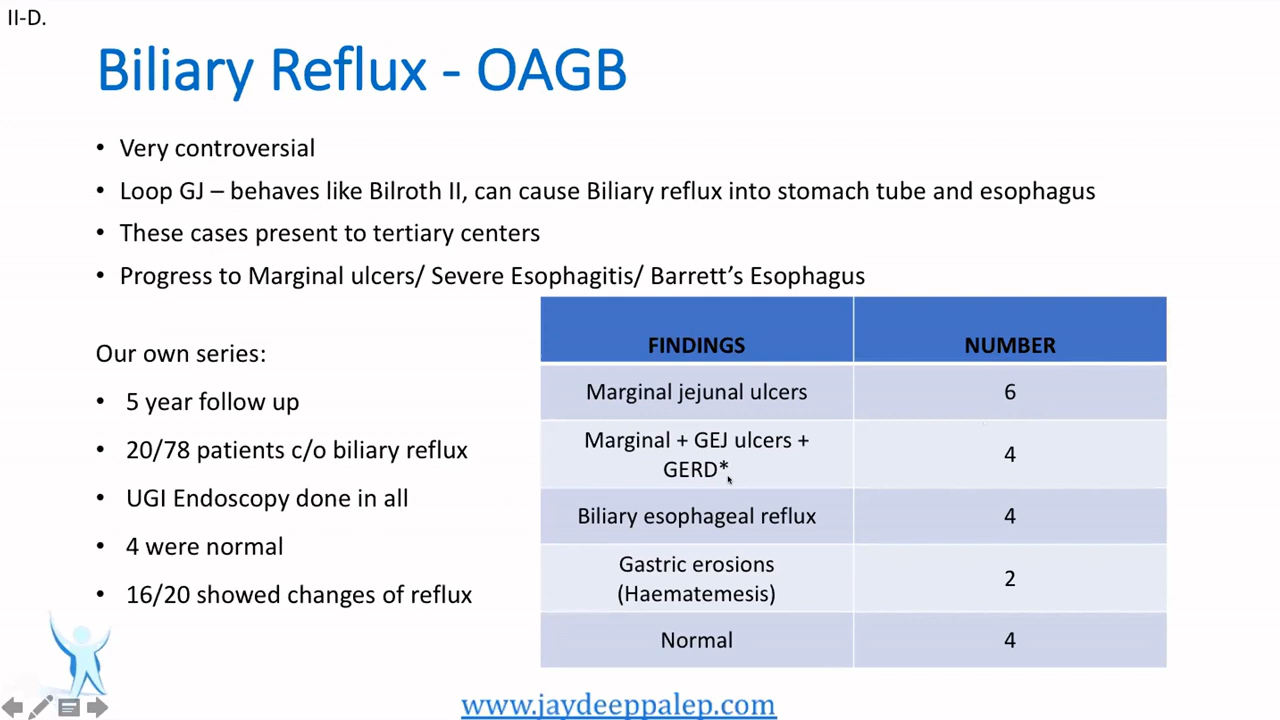 II-D.
Biliary Reflux - OAGB
• Very controversial
• Loop GJ – behaves like Bilroth II, can cause Biliary reflux into stomach tube and esophagus
• These cases present to tertiary centers
• Progress to Marginal ulcers/ Severe Esophagitis/ Barrett’s Esophagus
Our own series:
• 5 year follow up
• 20/78 patients c/o biliary reflux
• UGI Endoscopy done in all
• 4 were normal
• 16/20 showed changes of reflux
FINDINGS NUMBER
Marginal jejunal ulcers 6
Marginal + GEJ ulcers +
GERD* 4
Biliary esophageal reflux 4
Gastric erosions
(Haematemesis) 2
Normal 4
www.jaydeeppalep.com